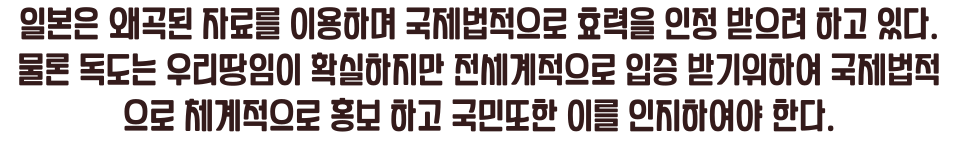 일본은 왜곡된 자료를 이용하며 국제법적으로 효력을 인정 받으려 하고 있다.
물론 독도는 우리땅임이 확실하지만 전세계적으로 입증 받기위하여 국제법적
으로 체계적으로 홍보 하고 국민또한 이를 인지하여야 한다.